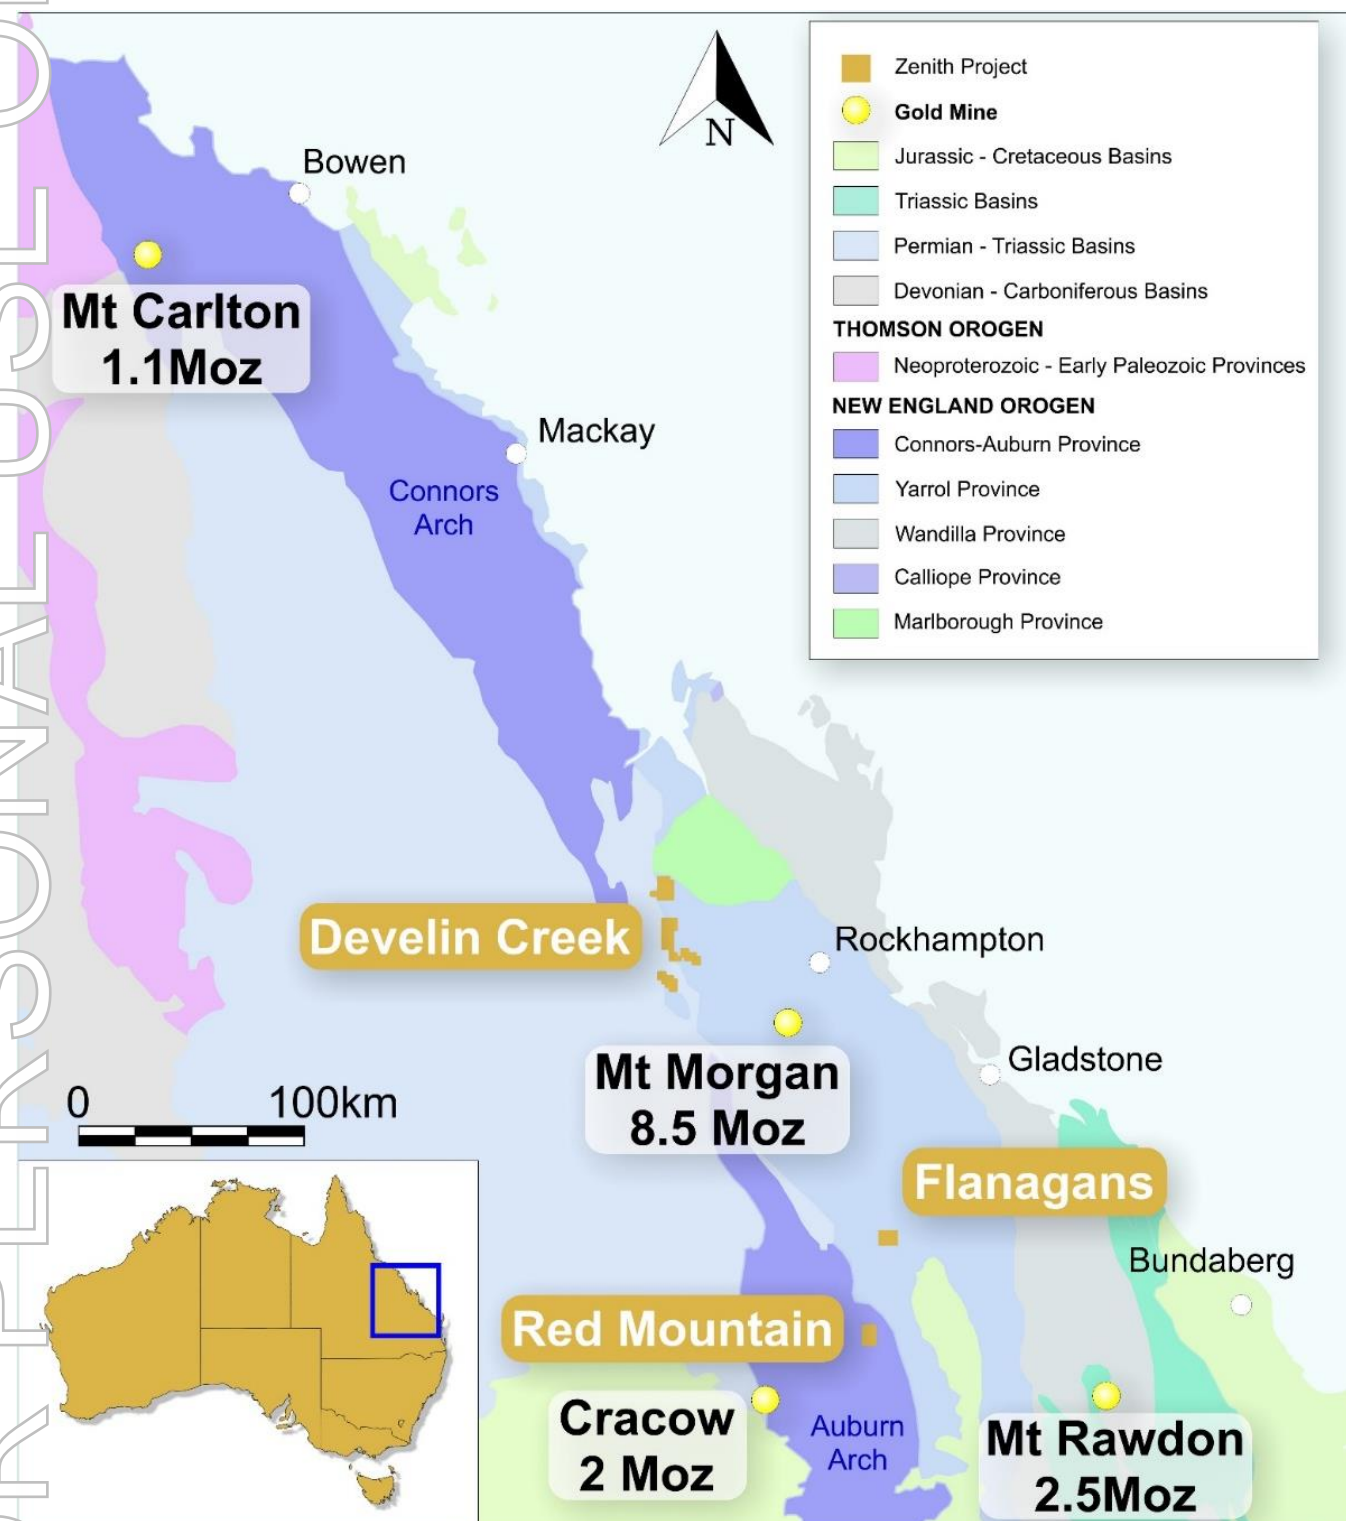 N
Zenith Project
Gold Mine
Jurassic - Cretaceous Basins
Triassic Basins
Permian - Triassic Basins
Devonian - Carboniferous Basins
THOMSON OROGEN
Neoproterozoic - Early Paleozoic Provinces
NEW ENGLAND OROGEN
Connors-Auburn Province
Yarrol Province
Wandilla Province
Calliope Province
Marlborough Province
Bowen
Mt Carlton
1.1Moz
Mackay
Connors
Arch
Develin Creek
Rockhampton
Mt Morgan
8.5 Moz
Gladstone
0 100km
Flanagans
Bundaberg
Red Mountain
Cracow
2 Moz
Auburn
Arch
Mt Rawdon
2.5Moz
PERSONAL USE